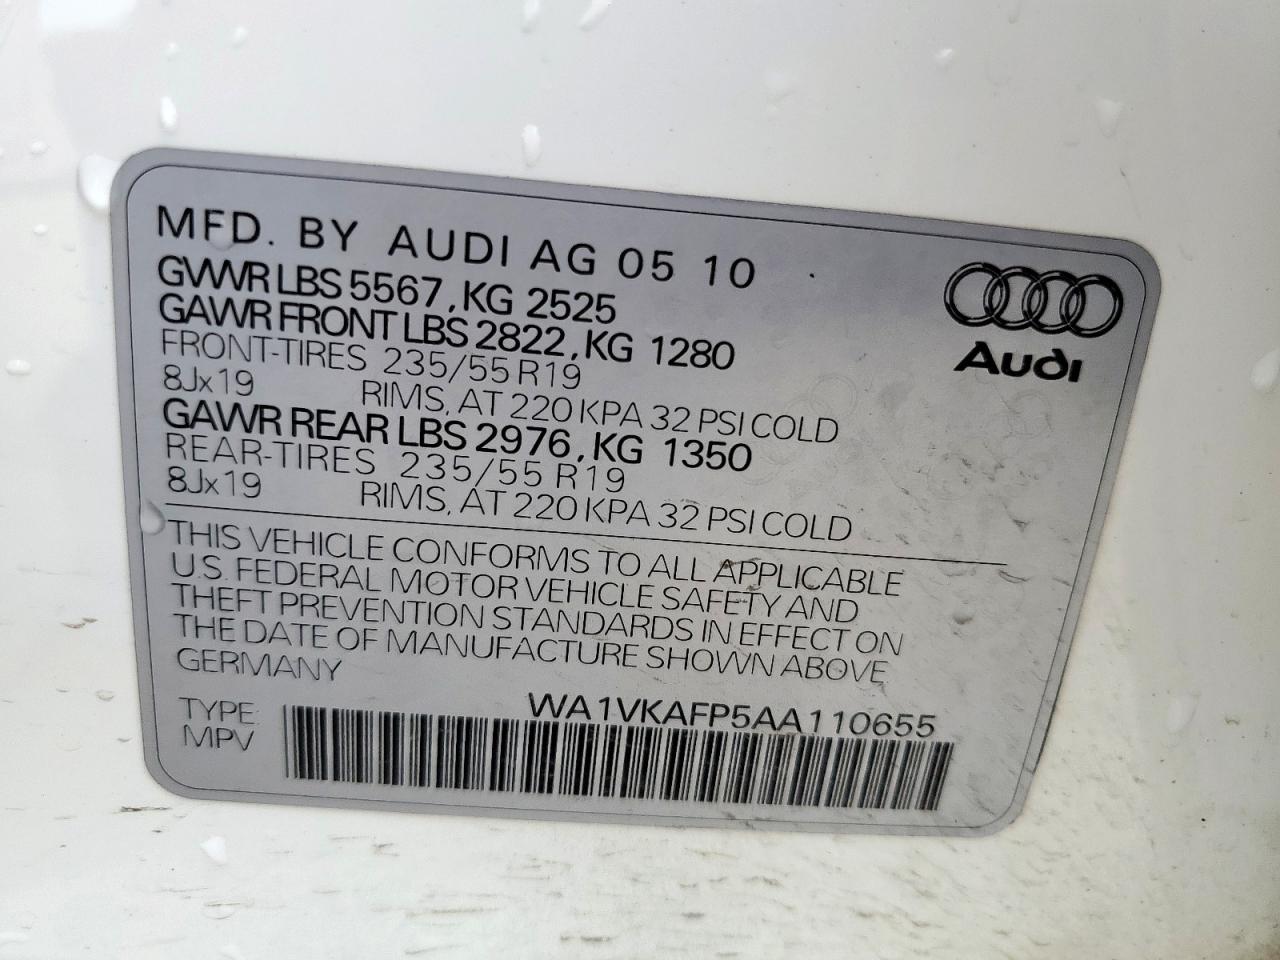 MFD. BY AUDI AG 05 10
GVWR LBS 5567, KG 2525
GAWR FRONT LBS 2822, KG 1280
FRONT-TIRES 235/55 R19
8Jx19 RIMS, AT 220 KPA 32 PSI COLD
GAWR REAR LBS 2976, KG 1350
REAR-TIRES 235/55 R19
8Jx19 RIMS, AT 220 KPA 32 PSI COLD
Audi
THIS VEHICLE CONFORMS TO ALL APPLICABLE
U.S. FEDERAL MOTOR VEHICLE SAFETY AND
THEFT PREVENTION STANDARDS IN EFFECT ON
THE DATE OF MANUFACTURE SHOWN ABOVE
GERMANY
WA1VKAFP5AA110655
TYPE:
MPV